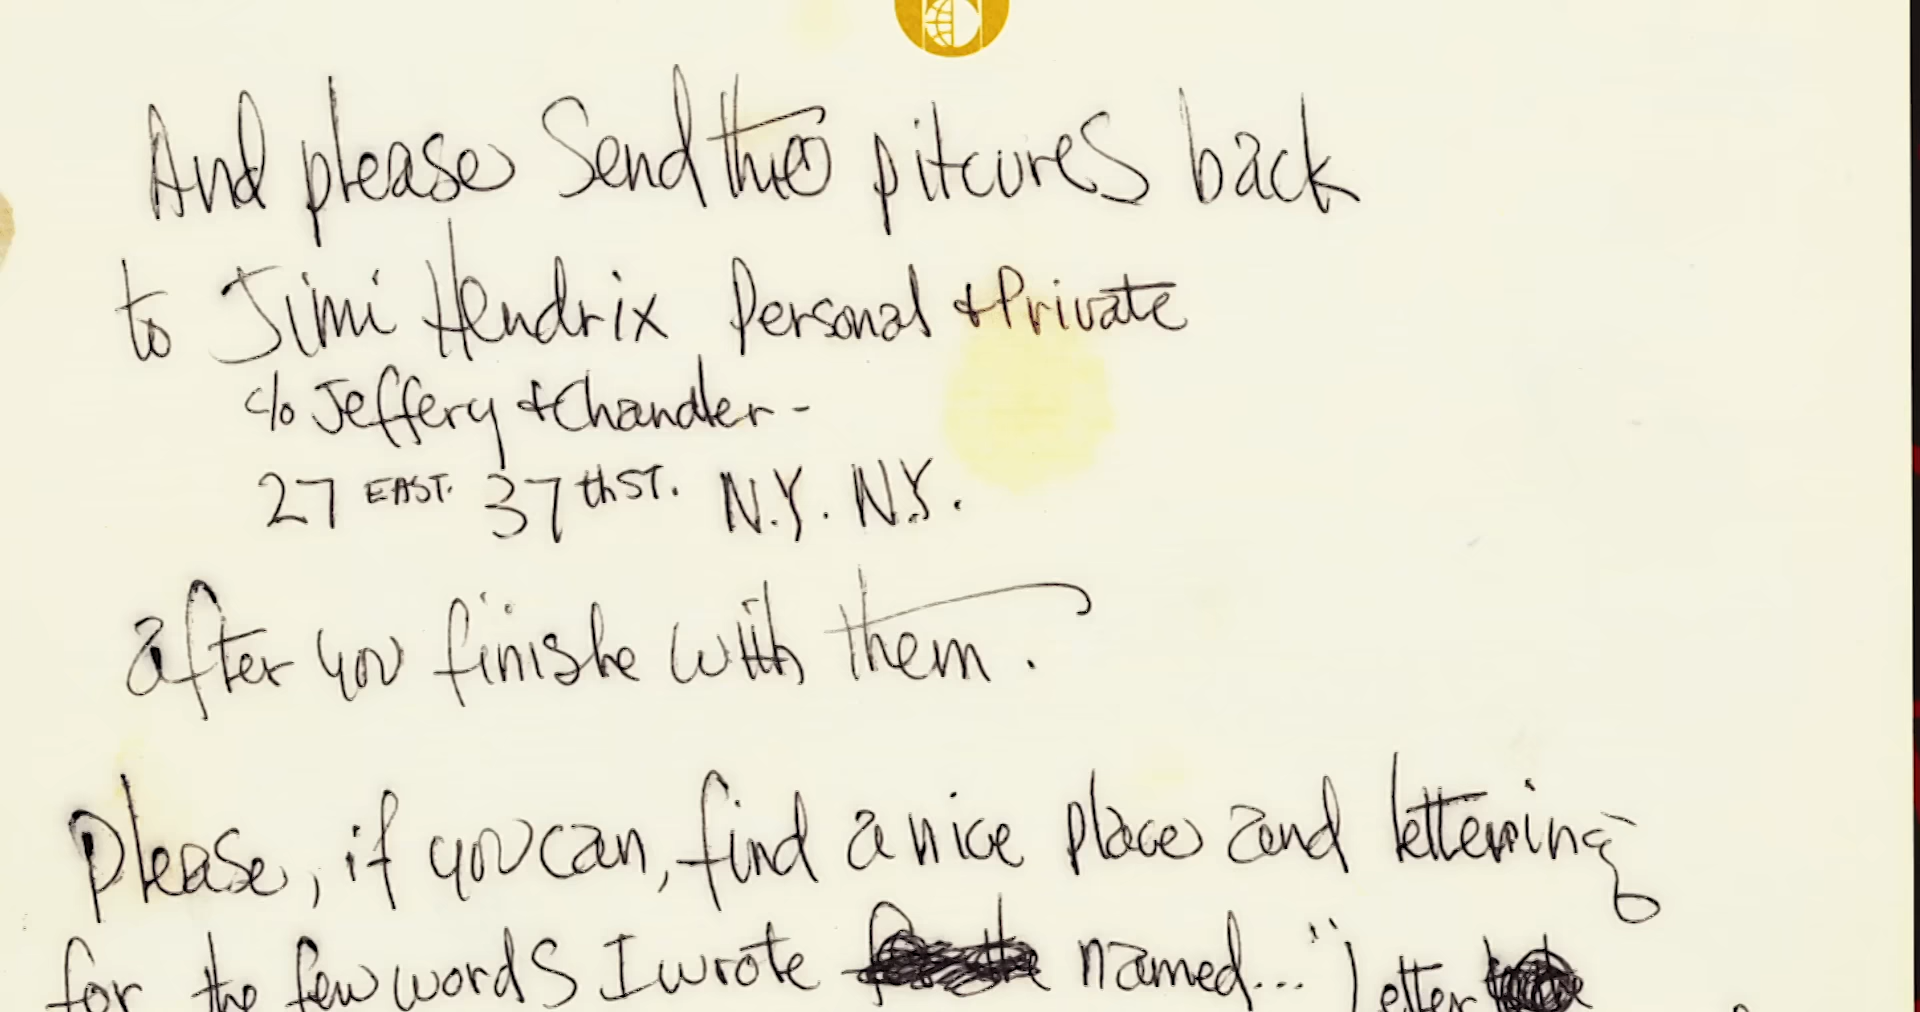 And please Send the pitcures back
to Jimi Hendrix Personal & Private
c/o Jeffery & Chandler -
27 EAST. 37th ST. N.Y. N.Y.
after you finishe with them.
Please, if you can, find a nice place and lettering
for the few words I wrote named... "Letter